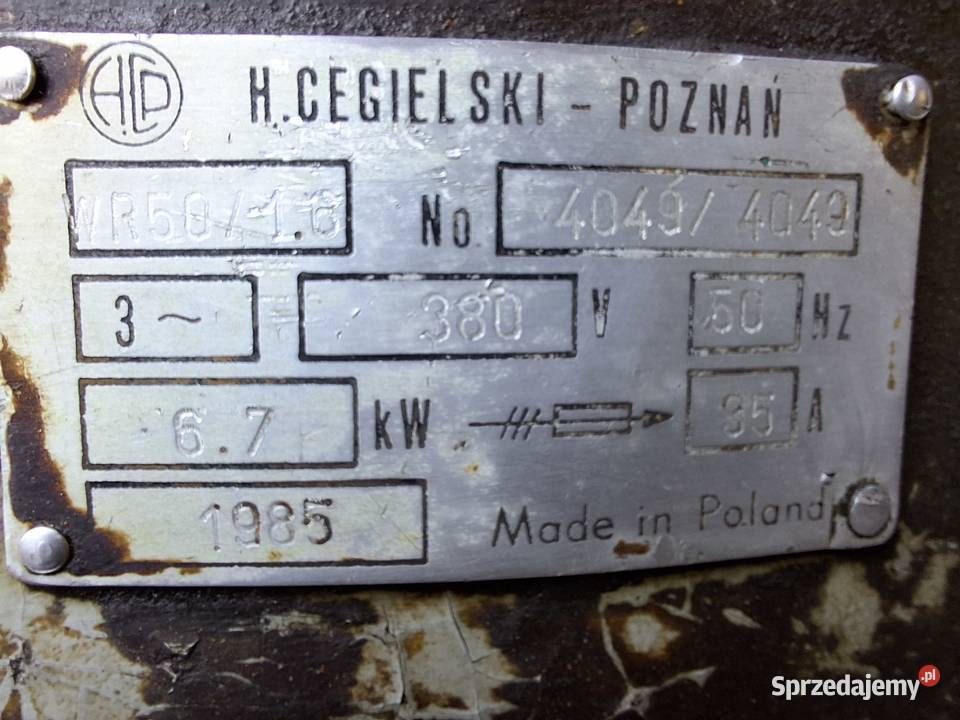 HCP H.CEGIELSKI - POZNAŃ
WR50/1.6 No. 4049/ 4049
3 ~ 380 V 50 Hz
6.7 kW 35 A
1985 Made in Poland
Sprzedajemy.pl